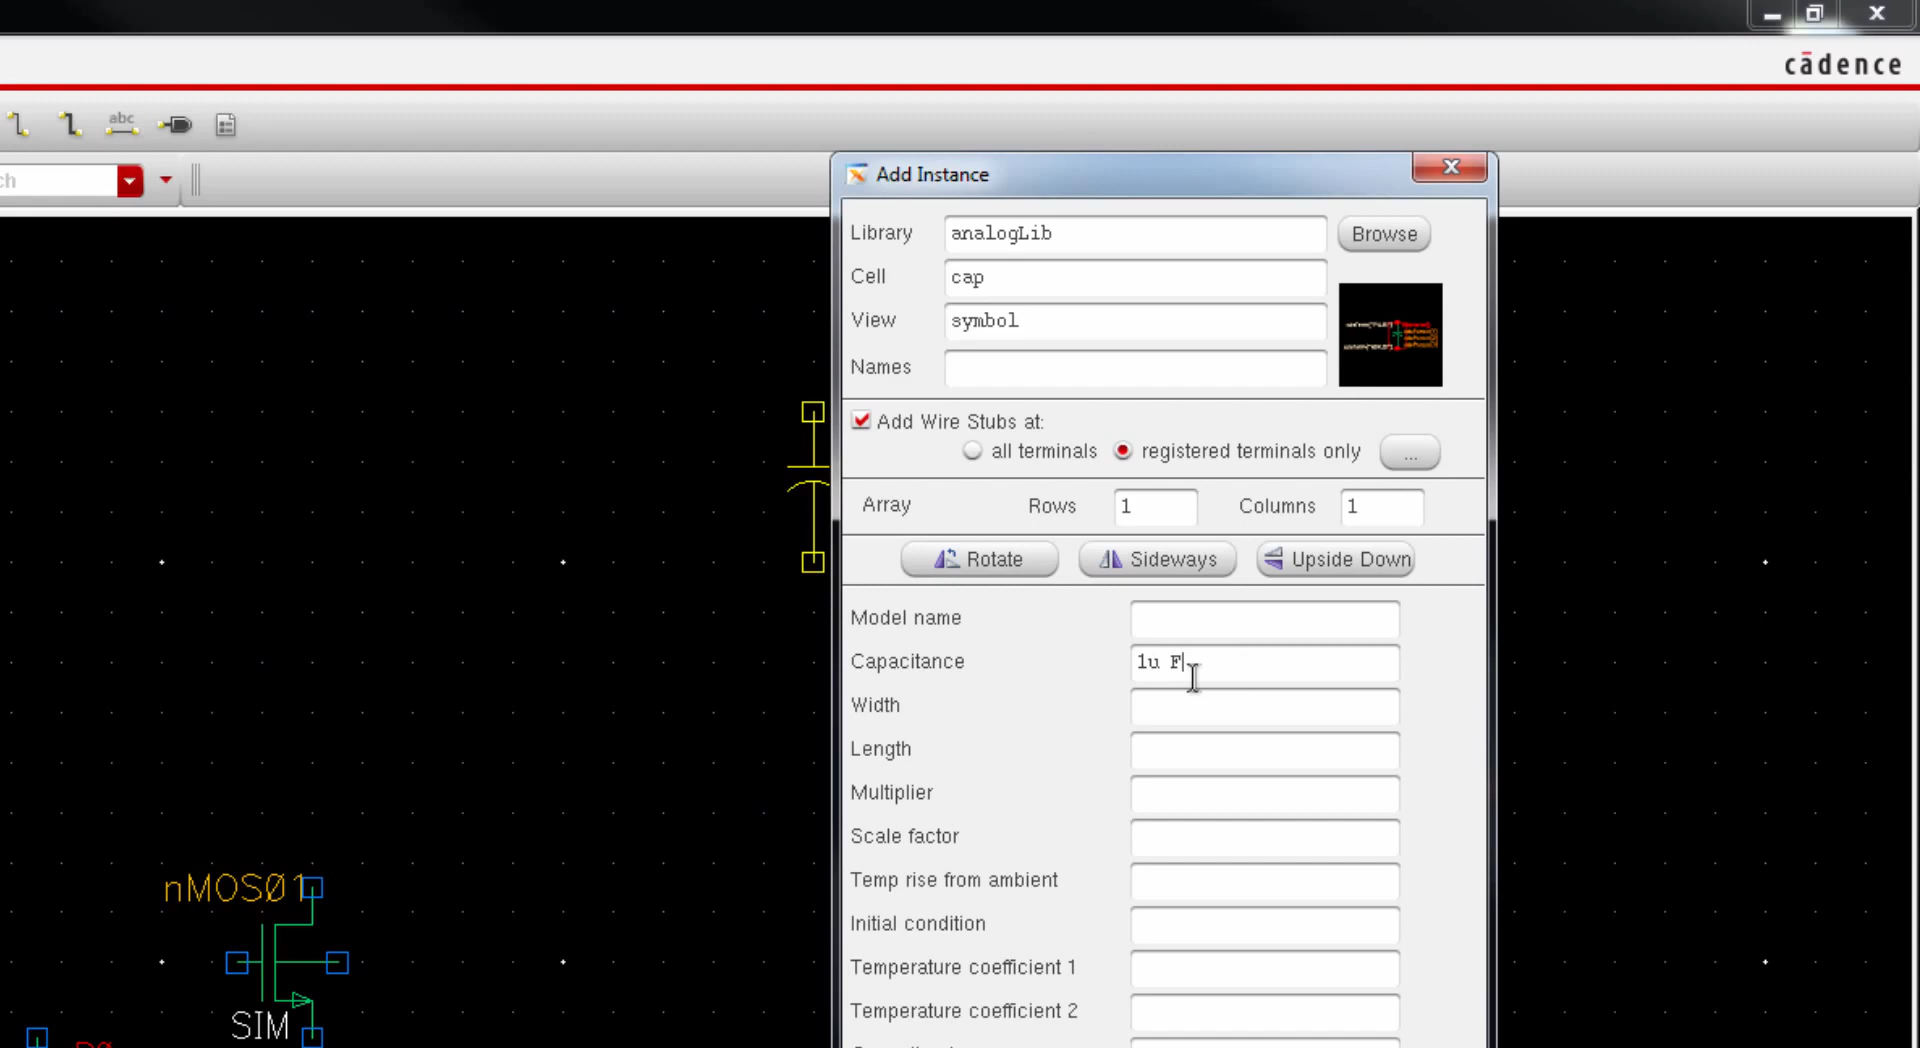 cādence
abc
ch
Add Instance
Library analogLib Browse
Cell cap
View symbol
Names
Add Wire Stubs at:
all terminals registered terminals only ...
Array Rows 1 Columns 1
Rotate Sideways Upside Down
Model name
Capacitance 1u F
Width
Length
Multiplier
Scale factor
Temp rise from ambient
nMOS01
Initial condition
Temperature coefficient 1
Temperature coefficient 2
SIM